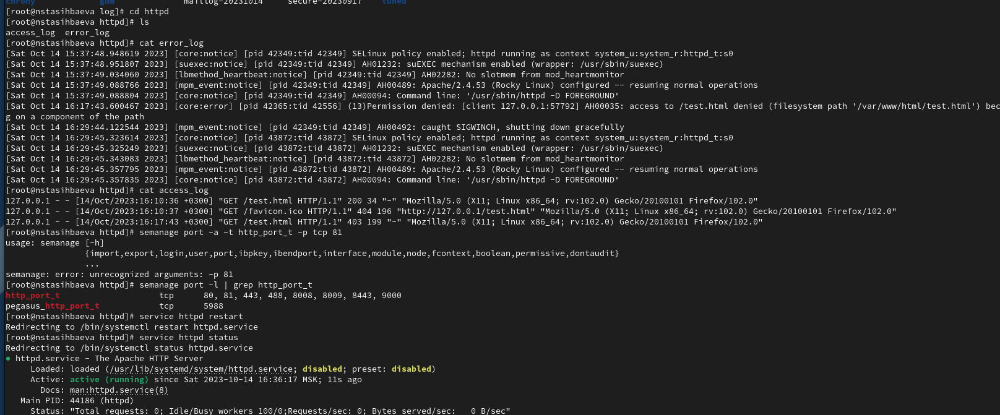 chrony gdm maillog-20231014 secure-20230917 tuned
[root@nstasihbaeva log]# cd httpd
[root@nstasihbaeva httpd]# ls
access_log  error_log
[root@nstasihbaeva httpd]# cat error_log
[Sat Oct 14 15:37:48.948619 2023] [core:notice] [pid 42349:tid 42349] SELinux policy enabled; httpd running as context system_u:system_r:httpd_t:s0
[Sat Oct 14 15:37:48.951807 2023] [suexec:notice] [pid 42349:tid 42349] AH01232: suEXEC mechanism enabled (wrapper: /usr/sbin/suexec)
[Sat Oct 14 15:37:49.034060 2023] [lbmethod_heartbeat:notice] [pid 42349:tid 42349] AH02282: No slotmem from mod_heartmonitor
[Sat Oct 14 15:37:49.088766 2023] [mpm_event:notice] [pid 42349:tid 42349] AH00489: Apache/2.4.53 (Rocky Linux) configured -- resuming normal operations
[Sat Oct 14 15:37:49.088804 2023] [core:notice] [pid 42349:tid 42349] AH00094: Command line: '/usr/sbin/httpd -D FOREGROUND'
[Sat Oct 14 16:17:43.600467 2023] [core:error] [pid 42365:tid 42556] (13)Permission denied: [client 127.0.0.1:57792] AH00035: access to /test.html denied (filesystem path '/var/www/html/test.html') bec
g on a component of the path
[Sat Oct 14 16:29:44.122544 2023] [mpm_event:notice] [pid 42349:tid 42349] AH00492: caught SIGWINCH, shutting down gracefully
[Sat Oct 14 16:29:45.323614 2023] [core:notice] [pid 43872:tid 43872] SELinux policy enabled; httpd running as context system_u:system_r:httpd_t:s0
[Sat Oct 14 16:29:45.325249 2023] [suexec:notice] [pid 43872:tid 43872] AH01232: suEXEC mechanism enabled (wrapper: /usr/sbin/suexec)
[Sat Oct 14 16:29:45.343083 2023] [lbmethod_heartbeat:notice] [pid 43872:tid 43872] AH02282: No slotmem from mod_heartmonitor
[Sat Oct 14 16:29:45.357795 2023] [mpm_event:notice] [pid 43872:tid 43872] AH00489: Apache/2.4.53 (Rocky Linux) configured -- resuming normal operations
[Sat Oct 14 16:29:45.357835 2023] [core:notice] [pid 43872:tid 43872] AH00094: Command line: '/usr/sbin/httpd -D FOREGROUND'
[root@nstasihbaeva httpd]# cat access_log
127.0.0.1 - - [14/Oct/2023:16:10:36 +0300] "GET /test.html HTTP/1.1" 200 34 "-" "Mozilla/5.0 (X11; Linux x86_64; rv:102.0) Gecko/20100101 Firefox/102.0"
127.0.0.1 - - [14/Oct/2023:16:10:37 +0300] "GET /favicon.ico HTTP/1.1" 404 196 "http://127.0.0.1/test.html" "Mozilla/5.0 (X11; Linux x86_64; rv:102.0) Gecko/20100101 Firefox/102.0"
127.0.0.1 - - [14/Oct/2023:16:17:43 +0300] "GET /test.html HTTP/1.1" 403 199 "-" "Mozilla/5.0 (X11; Linux x86_64; rv:102.0) Gecko/20100101 Firefox/102.0"
[root@nstasihbaeva httpd]# semanage port -a -t http_port_t -p tcp 81
usage: semanage [-h]
{import,export,login,user,port,ibpkey,ibendport,interface,module,node,fcontext,boolean,permissive,dontaudit}
...
semanage: error: unrecognized arguments: -p 81
[root@nstasihbaeva httpd]# semanage port -l | grep http_port_t
http_port_t tcp 80, 81, 443, 488, 8008, 8009, 8443, 9000
pegasus_http_port_t tcp 5988
[root@nstasihbaeva httpd]# service httpd restart
Redirecting to /bin/systemctl restart httpd.service
[root@nstasihbaeva httpd]# service httpd status
Redirecting to /bin/systemctl status httpd.service
● httpd.service - The Apache HTTP Server
Loaded: loaded (/usr/lib/systemd/system/httpd.service; disabled; preset: disabled)
Active: active (running) since Sat 2023-10-14 16:36:17 MSK; 11s ago
Docs: man:httpd.service(8)
Main PID: 44186 (httpd)
Status: "Total requests: 0; Idle/Busy workers 100/0;Requests/sec: 0; Bytes served/sec:   0 B/sec"